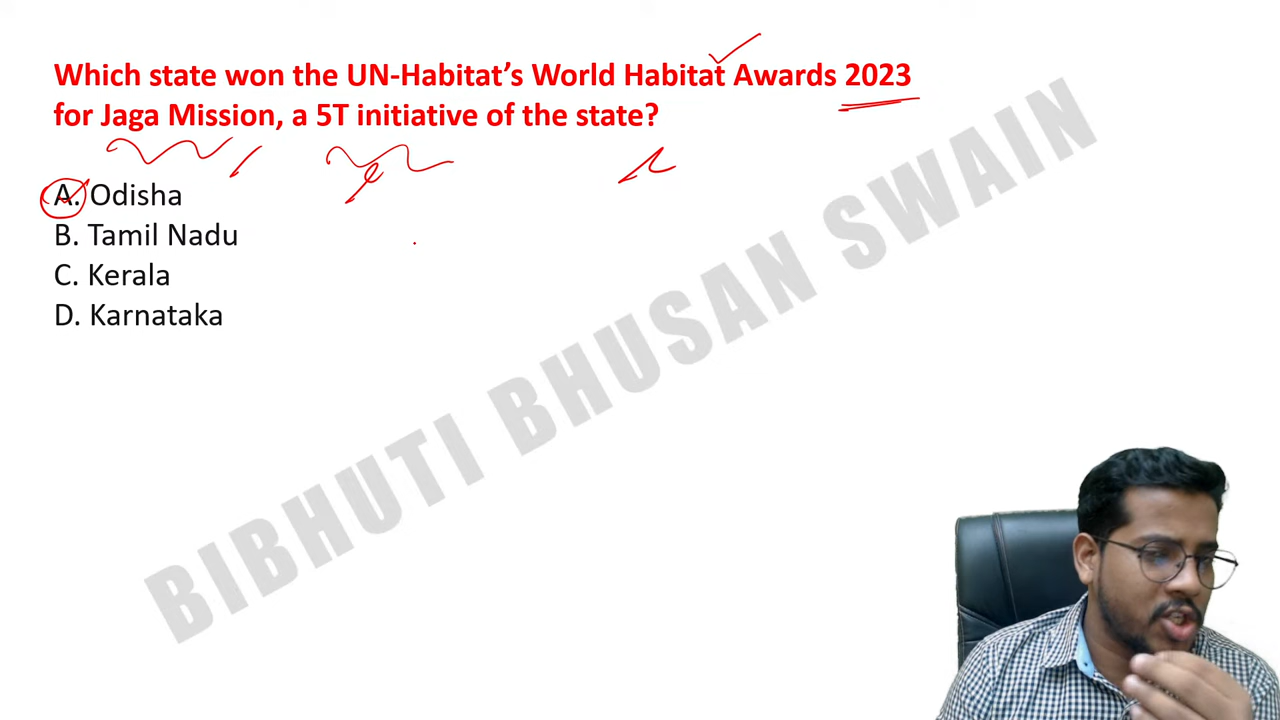 Which state won the UN-Habitat’s World Habitat Awards 2023
for Jaga Mission, a 5T initiative of the state?
A. Odisha
B. Tamil Nadu
C. Kerala
D. Karnataka
BIBHUTI BHUSAN SWAIN